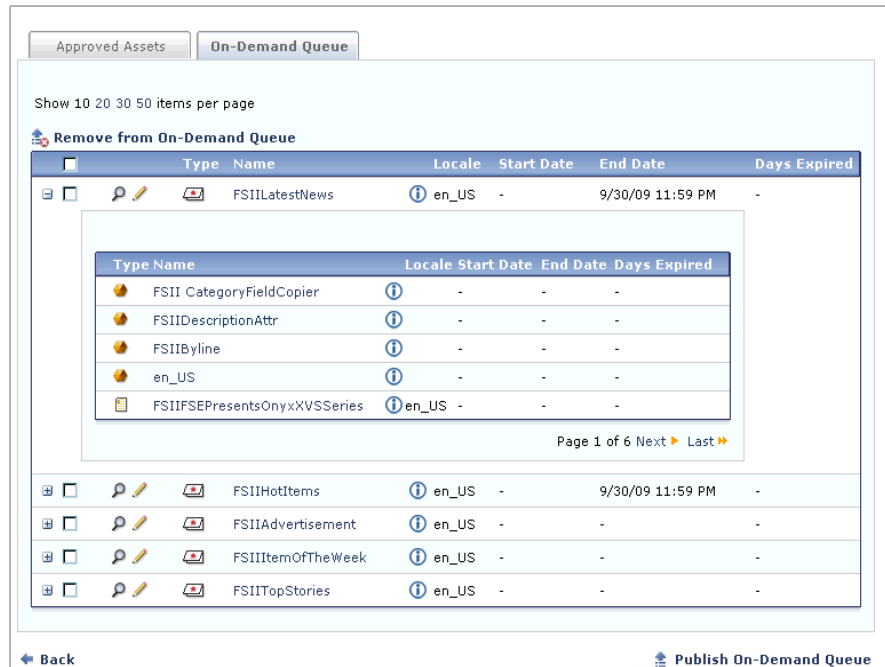 Approved Assets On-Demand Queue
Show 10 20 30 50 items per page
Remove from On-Demand Queue
Type Name Locale Start Date End Date Days Expired
FSIILatestNews en_US - 9/30/09 11:59 PM -
Type Name Locale Start Date End Date Days Expired
FSII CategoryFieldCopier - - -
FSIIDescriptionAttr - - -
FSIIByline - - -
en_US - - -
FSIIFSEPresentsOnyxXVSSeries en_US - - -
Page 1 of 6 Next Last
FSIIHotItems en_US - 9/30/09 11:59 PM -
FSIIAdvertisement en_US - - -
FSIIItemOfTheWeek en_US - - -
FSIITopStories en_US - - -
Back Publish On-Demand Queue